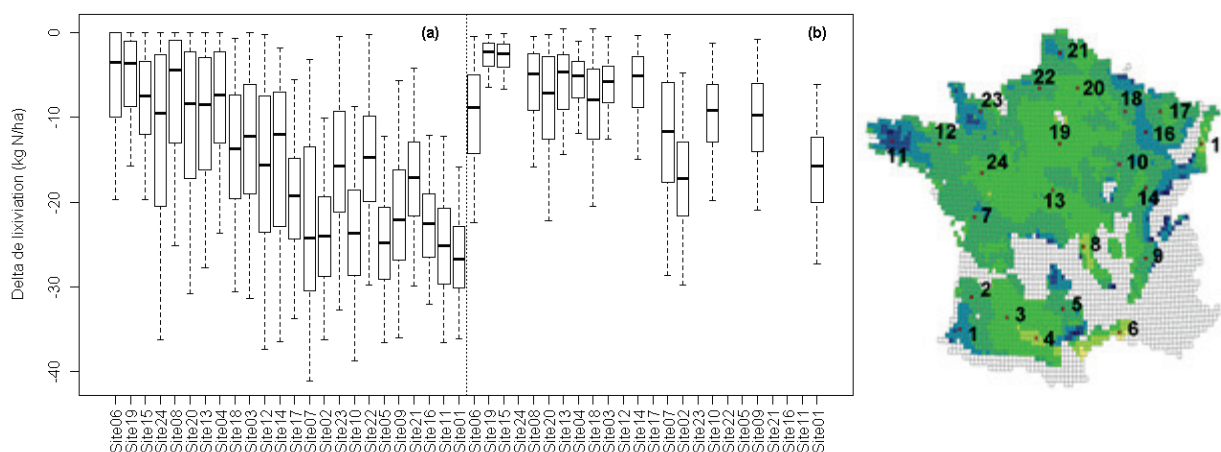 (a)
(b)
Delta de lixiviation (kg N/ha)
0
-10
-20
-30
-40
Site06
Site19
Site15
Site24
Site08
Site20
Site13
Site04
Site18
Site03
Site12
Site14
Site17
Site07
Site02
Site23
Site10
Site22
Site05
Site09
Site21
Site16
Site11
Site01
Site06
Site19
Site15
Site24
Site08
Site20
Site13
Site04
Site18
Site03
Site12
Site14
Site17
Site07
Site02
Site23
Site10
Site22
Site05
Site09
Site21
Site16
Site11
Site01
21
22
20
23
18
17
12
19
16
1
11
24
10
13
14
7
8
9
2
3
5
1
4
6